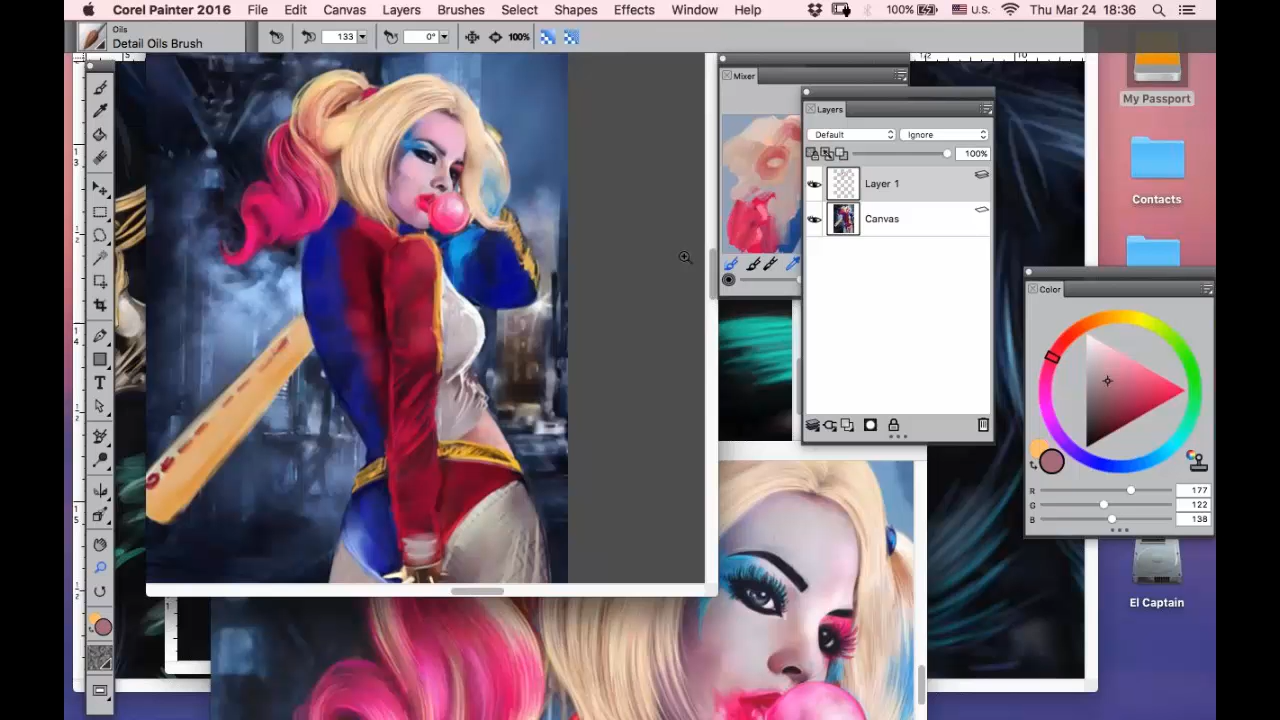 Corel Painter 2016 File Edit Canvas Layers Brushes Shapes Select Effects Window Help 100% U.S. Thu Mar 24 18:36
Oils
Detail Oils Brush
133 0° 100%
Mixer
Layers
Default Ignore
100%
Layer 1
Canvas
My Passport
Contacts
Color
R 177
G 122
B 138
El Captain